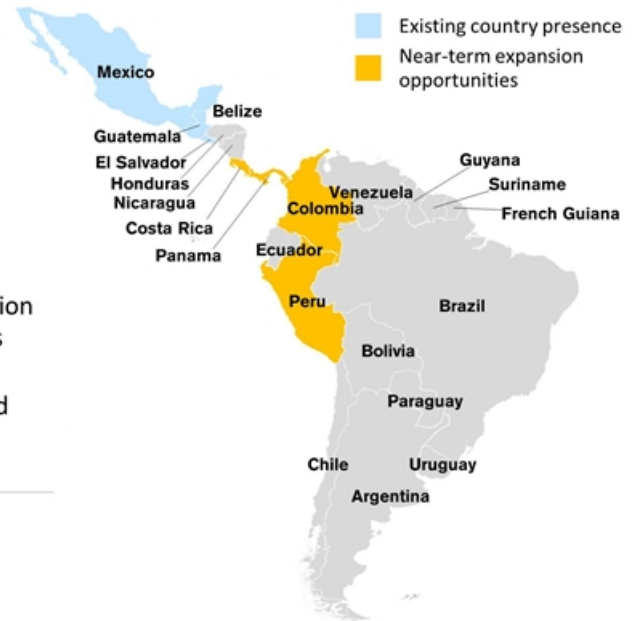 Existing country presence
Near-term expansion
opportunities
Mexico
Belize
Guatemala
El Salvador
Honduras
Nicaragua
Costa Rica
Panama
Guyana
Suriname
French Guiana
Venezuela
Colombia
Ecuador
Peru
Brazil
Bolivia
Paraguay
Chile
Uruguay
Argentina